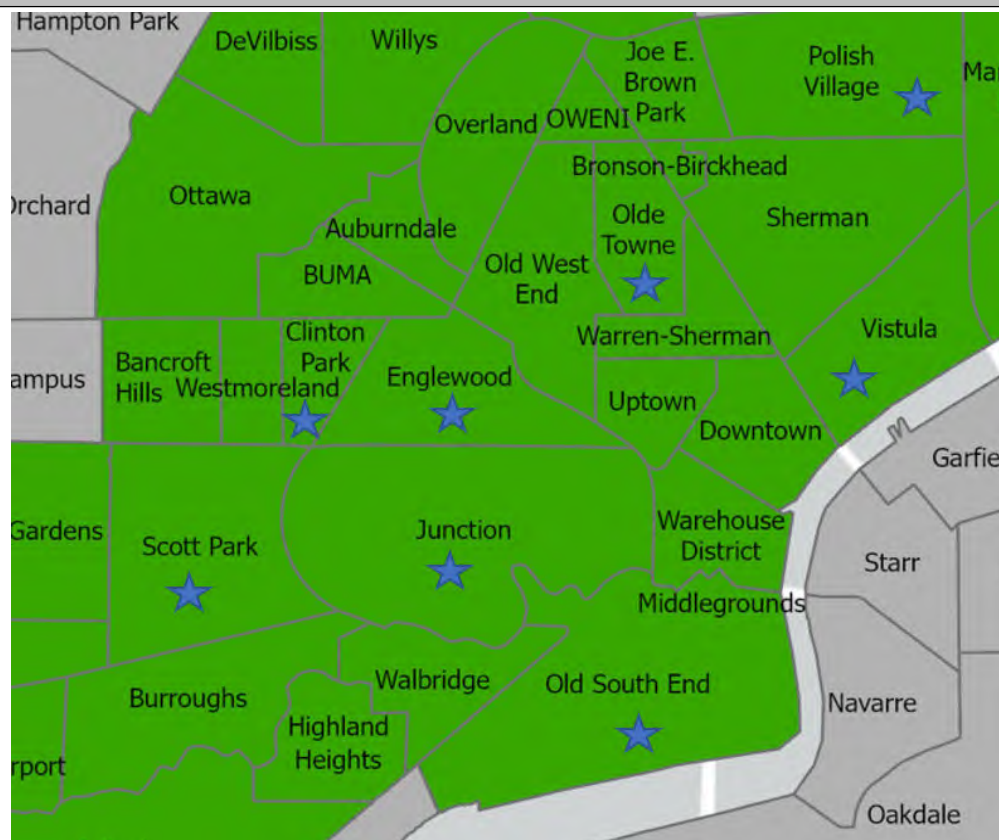 Hampton Park
DeVilbiss
Willys
Joe E.
Brown
Park
Polish
Village
Mar
Overland
OWENI
Bronson-Birckhead
Orchard
Ottawa
Auburndale
Olde
Towne
Sherman
BUMA
Old West
End
Clinton
Park
Warren-Sherman
Vistula
ampus
Bancroft
Hills
Westmoreland
Englewood
Uptown
Downtown
Garfie
Gardens
Scott Park
Junction
Warehouse
District
Starr
Middlegrounds
Burroughs
Walbridge
Old South End
Navarre
Highland
Heights
rport
Oakdale